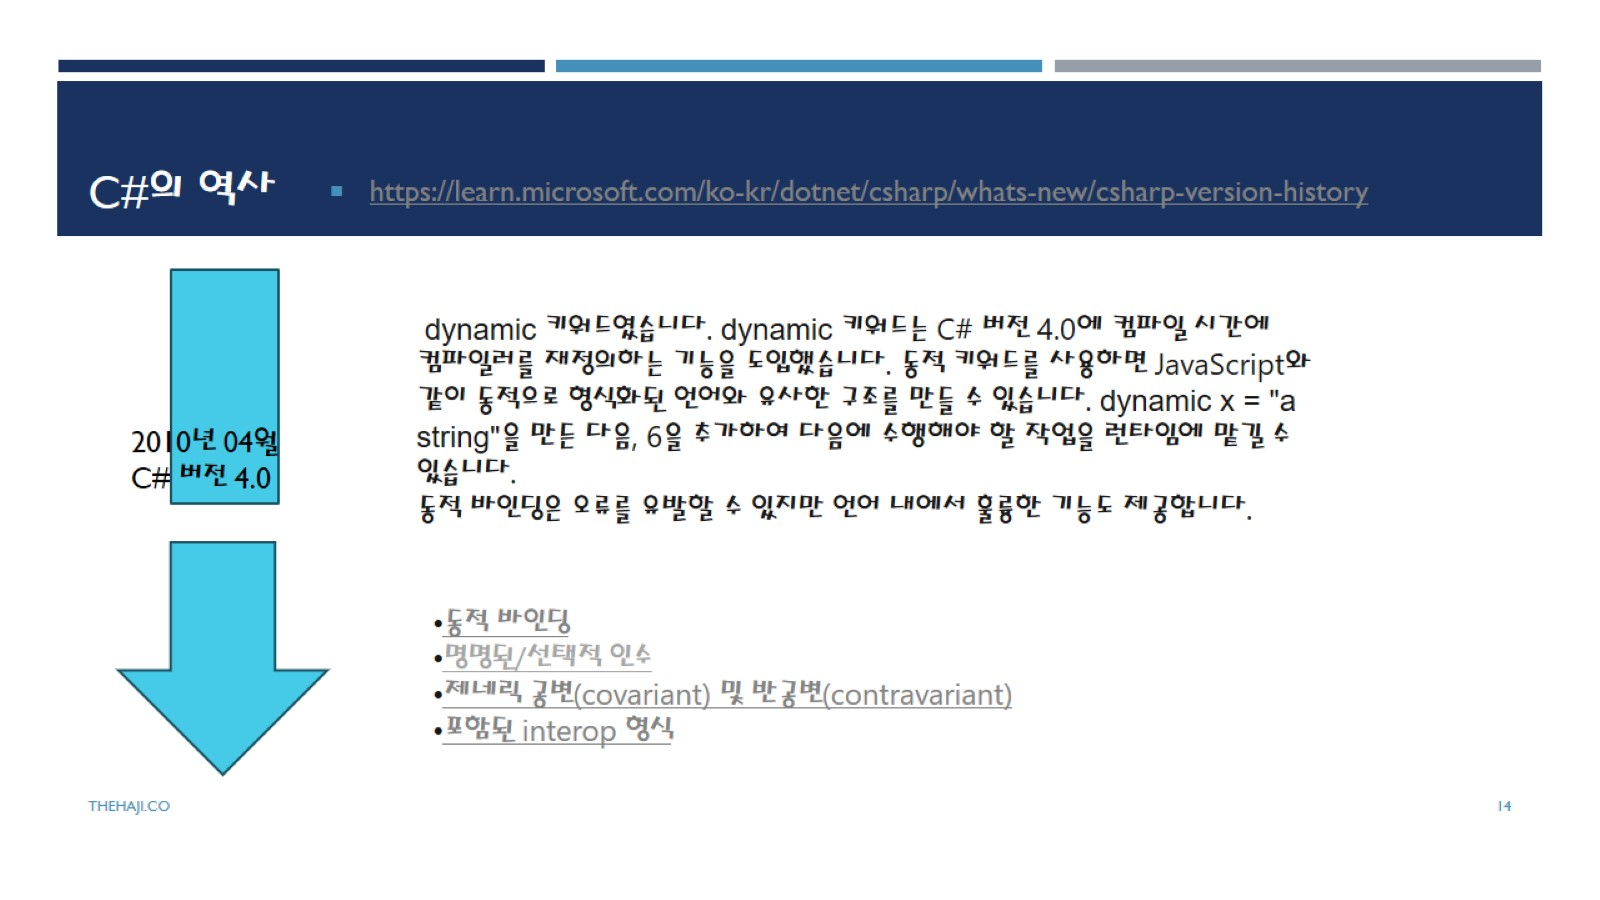 C#의 역사
https://learn.microsoft.com/ko-kr/dotnet/csharp/whats-new/csharp-version-history
2010년 04월
C# 버전 4.0
dynamic 키워드였습니다. dynamic 키워드는 C# 버전 4.0에 컴파일 시간에
컴파일러를 재정의하는 기능을 도입했습니다. 동적 키워드를 사용하면 JavaScript와
같이 동적으로 형식화된 언어와 유사한 구조를 만들 수 있습니다. dynamic x = "a
string"을 만든 다음, 6을 추가하여 다음에 수행해야 할 작업을 런타임에 맡길 수
있습니다.
동적 바인딩은 오류를 유발할 수 있지만 언어 내에서 훌륭한 기능도 제공합니다.
•동적 바인딩
•명명된/선택적 인수
•제네릭 공변(covariant) 및 반공변(contravariant)
•포함된 interop 형식
THEHAJI.CO
14